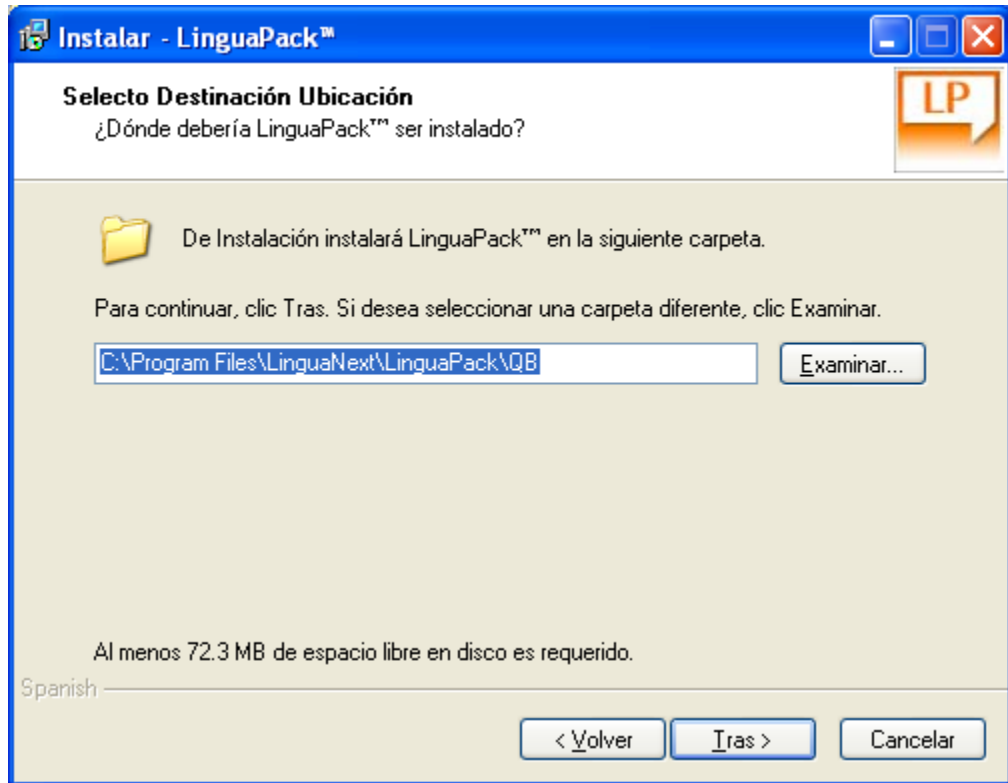 Instalar - LinguaPack™
Selecto Destinación Ubicación
¿Dónde debería LinguaPack™ ser instalado?
LP
De Instalación instalará LinguaPack™ en la siguiente carpeta.
Para continuar, clic Tras. Si desea seleccionar una carpeta diferente, clic Examinar.
C:\Program Files\LinguaNext\LinguaPack\QB
Examinar...
Al menos 72.3 MB de espacio libre en disco es requerido.
Spanish
< Volver
Tras >
Cancelar